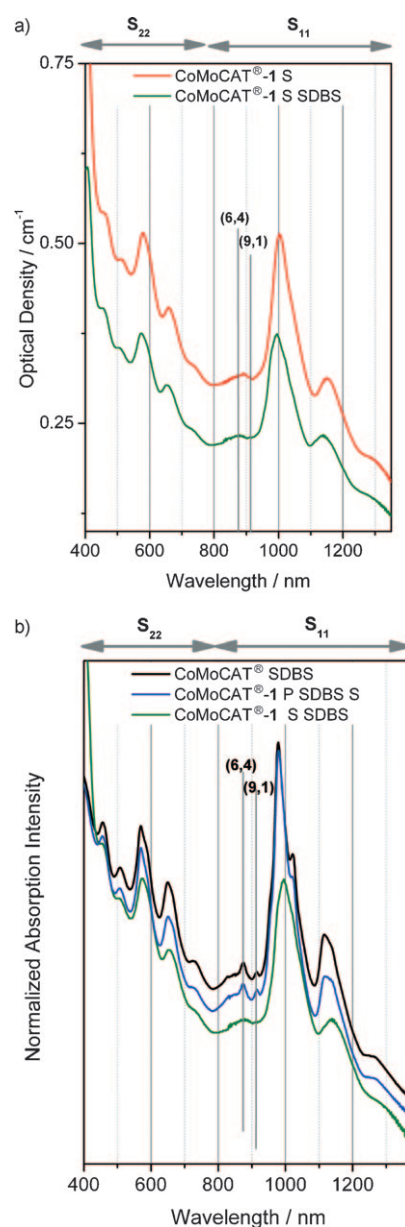 a)
S₂₂ S₁₁
CoMoCAT®-1 S
CoMoCAT®-1 S SDBS
0.75
0.50
0.25
Optical Density / cm⁻¹
(6,4)
(9,1)
400 600 800 1000 1200
Wavelength / nm
b)
S₂₂ S₁₁
CoMoCAT® SDBS
CoMoCAT®-1 P SDBS S
CoMoCAT®-1 S SDBS
Normalized Absorption Intensity
(6,4)
(9,1)
400 600 800 1000 1200
Wavelength / nm